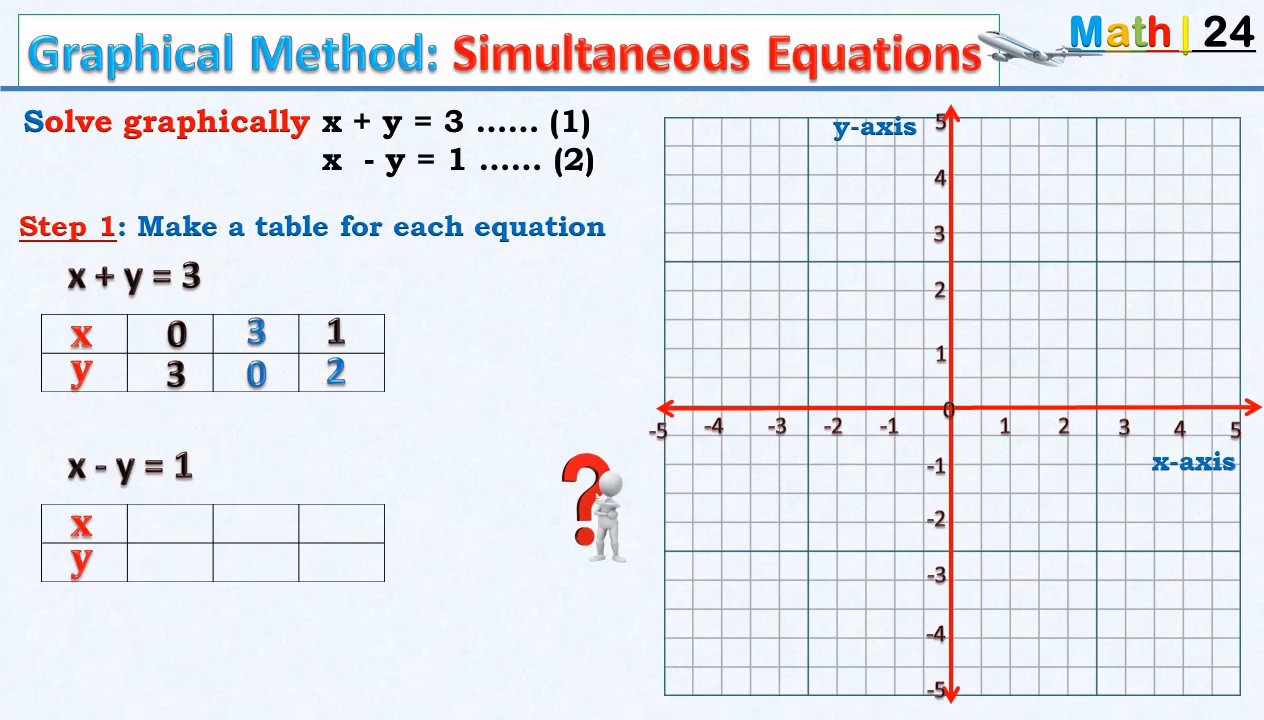 Graphical Method: Simultaneous Equations
Math|24
Solve graphically x + y = 3 ...... (1)
x - y = 1 ...... (2)
Step 1: Make a table for each equation
x + y = 3
x 0 3 1
y 3 0 2
x - y = 1
x
y
?
y-axis
5
4
3
2
1
0
-5 -4 -3 -2 -1 1 2 3 4 5
x-axis
-1
-2
-3
-4
-5